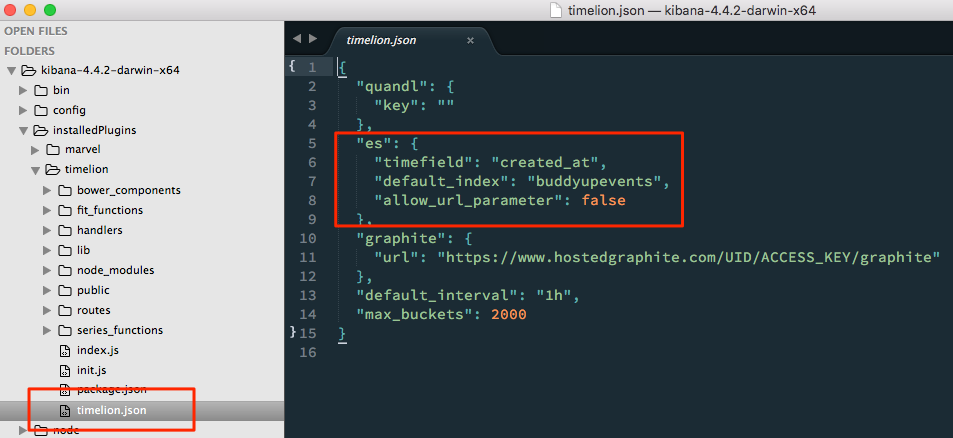 timelion.json — kibana-4.4.2-darwin-x64
OPEN FILES
FOLDERS
kibana-4.4.2-darwin-x64
bin
config
installedPlugins
marvel
timelion
bower_components
fit_functions
handlers
lib
node_modules
public
routes
series_functions
index.js
init.js
package.json
timelion.json
node
timelion.json ×
{ 1 {
2 "quandl": {
3 "key": ""
4 },
5 "es": {
6 "timefield": "created_at",
7 "default_index": "buddyupevents",
8 "allow_url_parameter": false
9 },
10 "graphite": {
11 "url": "https://www.hostedgraphite.com/UID/ACCESS_KEY/graphite"
12 },
13 "default_interval": "1h",
14 "max_buckets": 2000
} 15 }
16